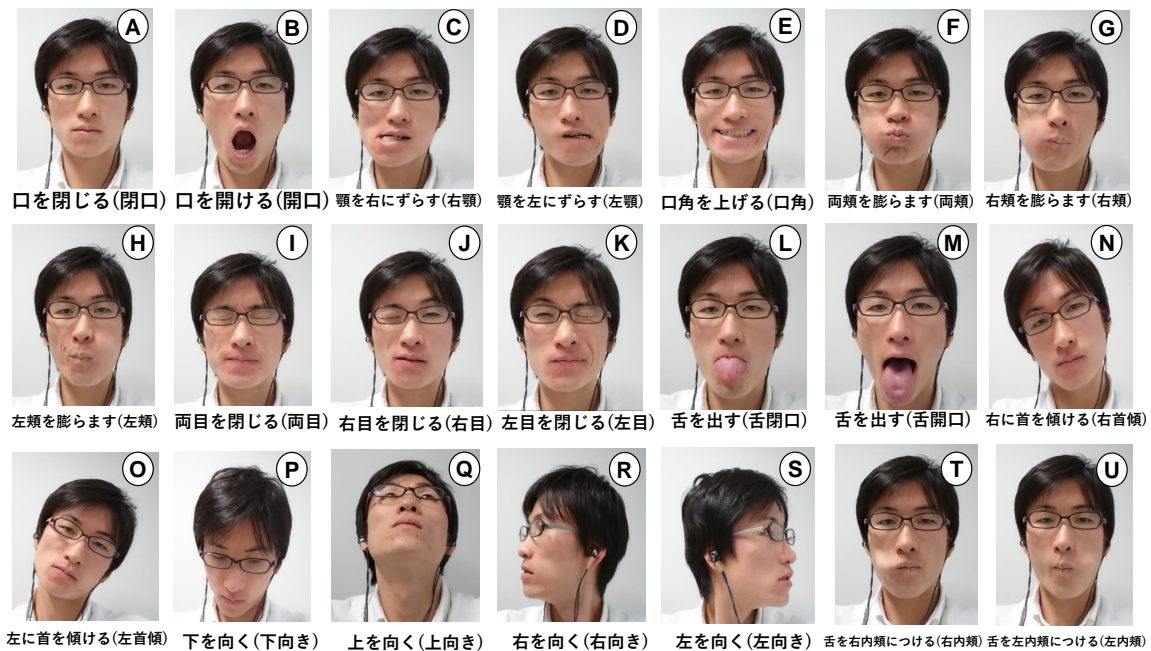 A
B
C
D
E
F
G
口を閉じる(閉口)
口を開ける(開口)
顎を右にずらす(右顎)
顎を左にずらす(左顎)
口角を上げる(口角)
両頬を膨らます(両頬)
右頬を膨らます(右頬)
H
I
J
K
L
M
N
左頬を膨らます(左頬)
両目を閉じる(両目)
右目を閉じる(右目)
左目を閉じる(左目)
舌を出す(舌閉口)
舌を出す(舌開口)
右に首を傾ける(右首傾)
O
P
Q
R
S
T
U
左に首を傾ける(左首傾)
下を向く(下向き)
上を向く(上向き)
右を向く(右向き)
左を向く(左向き)
舌を右内頬につける(右内頬)
舌を左内頬につける(左内頬)